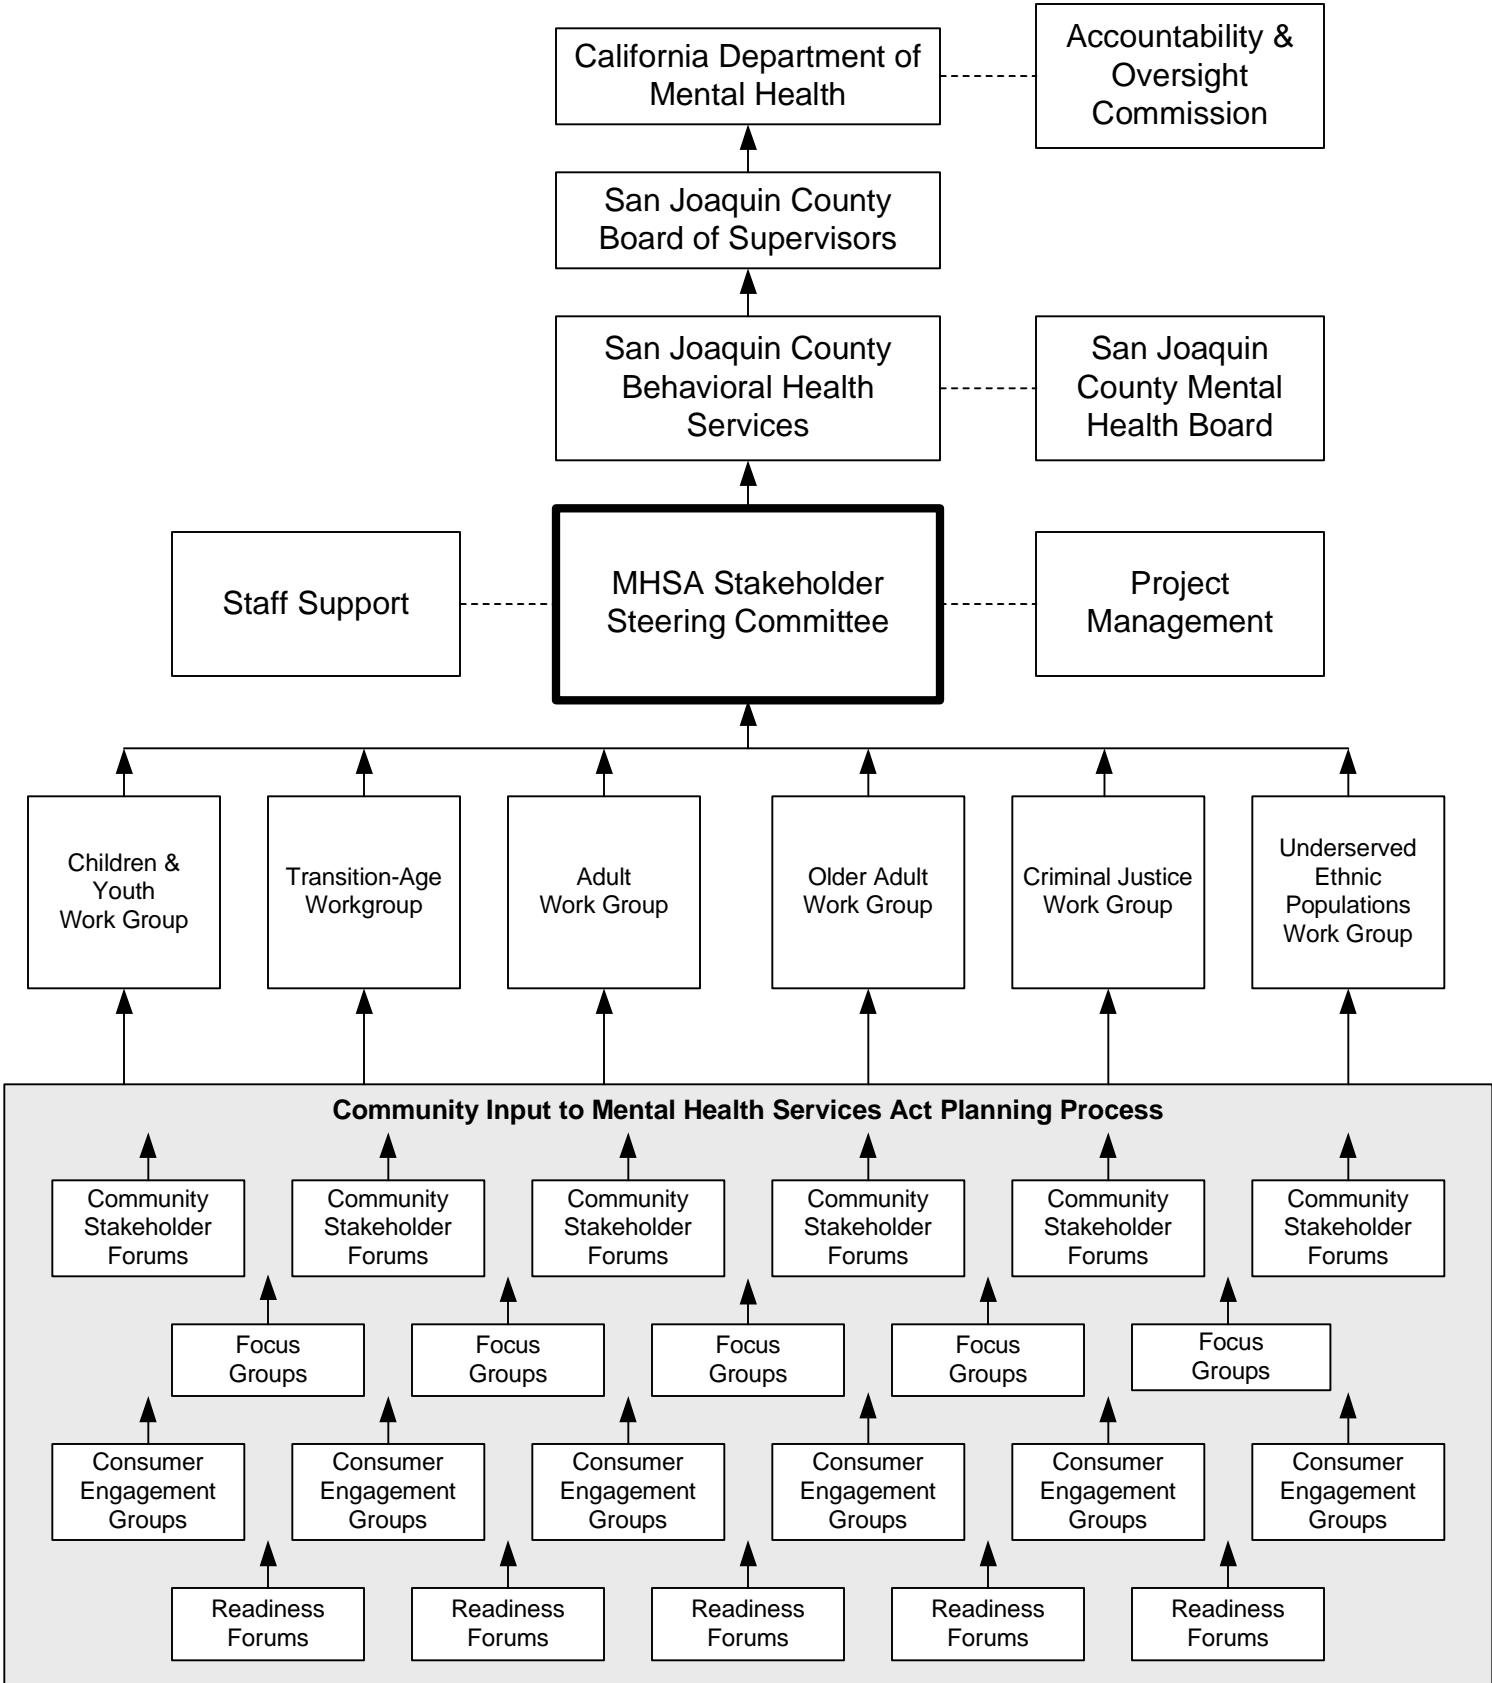 California Department of
Mental Health
Accountability &
Oversight
Commission
San Joaquin County
Board of Supervisors
San Joaquin County
Behavioral Health
Services
San Joaquin
County Mental
Health Board
Staff Support
MHSA Stakeholder
Steering Committee
Project
Management
Children &
Youth
Work Group
Transition-Age
Workgroup
Adult
Work Group
Older Adult
Work Group
Criminal Justice
Work Group
Underserved
Ethnic
Populations
Work Group
Community Input to Mental Health Services Act Planning Process
Community
Stakeholder
Forums
Community
Stakeholder
Forums
Community
Stakeholder
Forums
Community
Stakeholder
Forums
Community
Stakeholder
Forums
Community
Stakeholder
Forums
Focus
Groups
Focus
Groups
Focus
Groups
Focus
Groups
Focus
Groups
Consumer
Engagement
Groups
Consumer
Engagement
Groups
Consumer
Engagement
Groups
Consumer
Engagement
Groups
Consumer
Engagement
Groups
Consumer
Engagement
Groups
Readiness
Forums
Readiness
Forums
Readiness
Forums
Readiness
Forums
Readiness
Forums